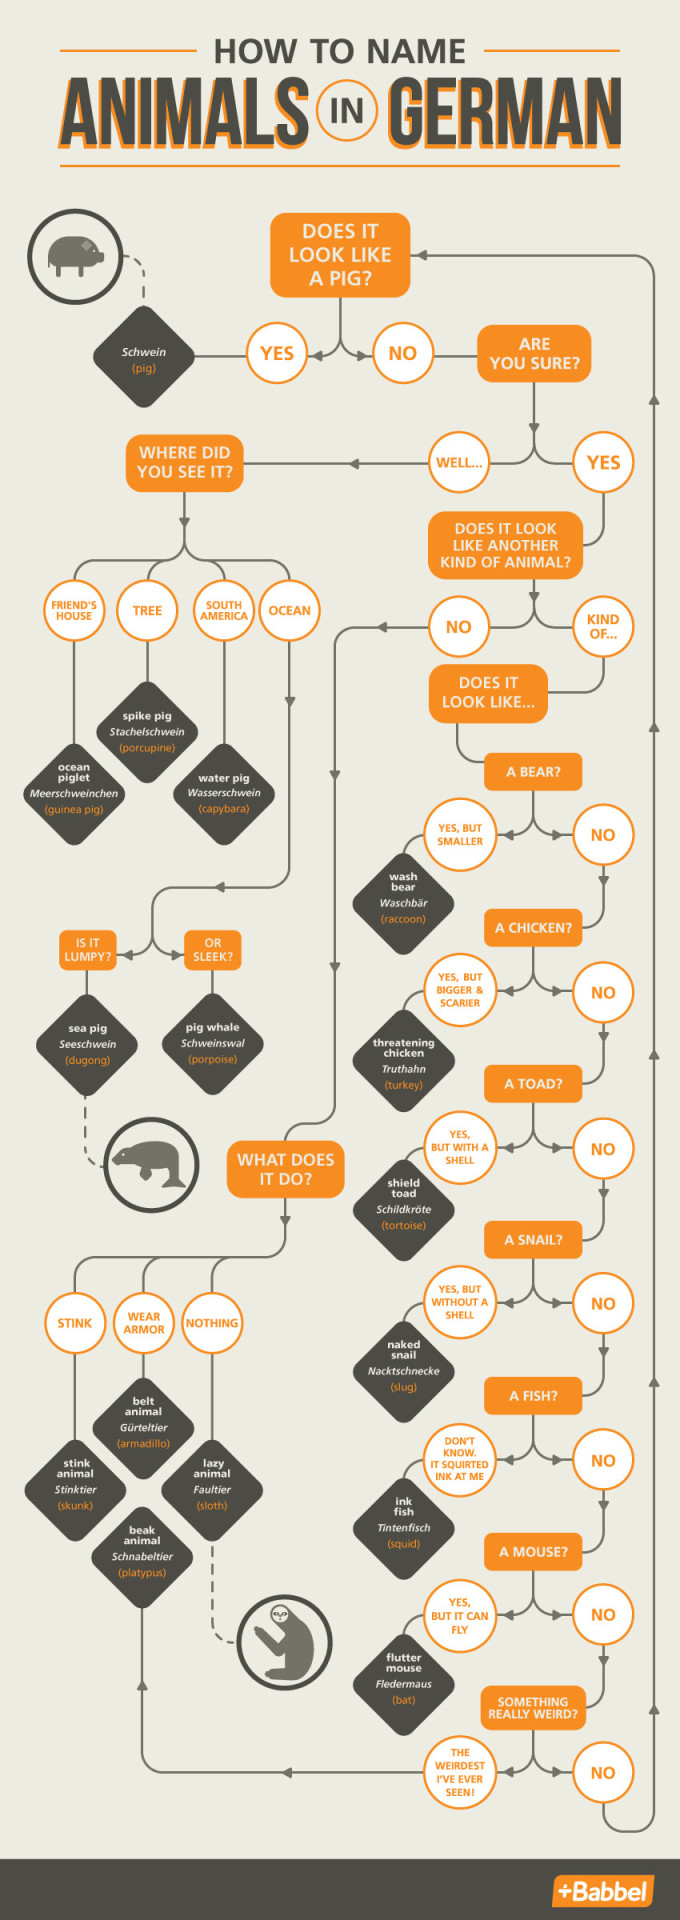 HOW TO NAME
ANIMALS IN GERMAN
DOES IT
LOOK LIKE
A PIG?
Schwein
(pig)
YES
NO
ARE
YOU SURE?
WHERE DID
YOU SEE IT?
WELL...
YES
DOES IT LOOK
LIKE ANOTHER
KIND OF ANIMAL?
FRIEND'S
HOUSE
TREE
SOUTH
AMERICA
OCEAN
NO
KIND
OF...
DOES IT
LOOK LIKE...
spike pig
Stachelschwein
(porcupine)
ocean
piglet
Meerschweinchen
(guinea pig)
water pig
Wasserschwein
(capybara)
A BEAR?
YES, BUT
SMALLER
NO
wash
bear
Waschbär
(raccoon)
A CHICKEN?
IS IT
LUMPY?
OR
SLEEK?
YES, BUT
BIGGER &
SCARIER
NO
sea pig
Seeschwein
(dugong)
pig whale
Schweinswal
(porpoise)
threatening
chicken
Truthahn
(turkey)
A TOAD?
YES,
BUT WITH A
SHELL
NO
WHAT DOES
IT DO?
shield
toad
Schildkröte
(tortoise)
A SNAIL?
STINK
WEAR
ARMOR
NOTHING
YES, BUT
WITHOUT A
SHELL
NO
naked
snail
Nacktschnecke
(slug)
A FISH?
belt
animal
Gürteltier
(armadillo)
stink
animal
Stinktier
(skunk)
lazy
animal
Faultier
(sloth)
DON'T
KNOW.
IT SQUIRTED
INK AT ME
NO
ink
fish
Tintenfisch
(squid)
beak
animal
Schnabeltier
(platypus)
A MOUSE?
YES,
BUT IT CAN
FLY
NO
flutter
mouse
Fledermaus
(bat)
SOMETHING
REALLY WEIRD?
THE
WEIRDEST
I'VE EVER
SEEN!
NO
+Babbel